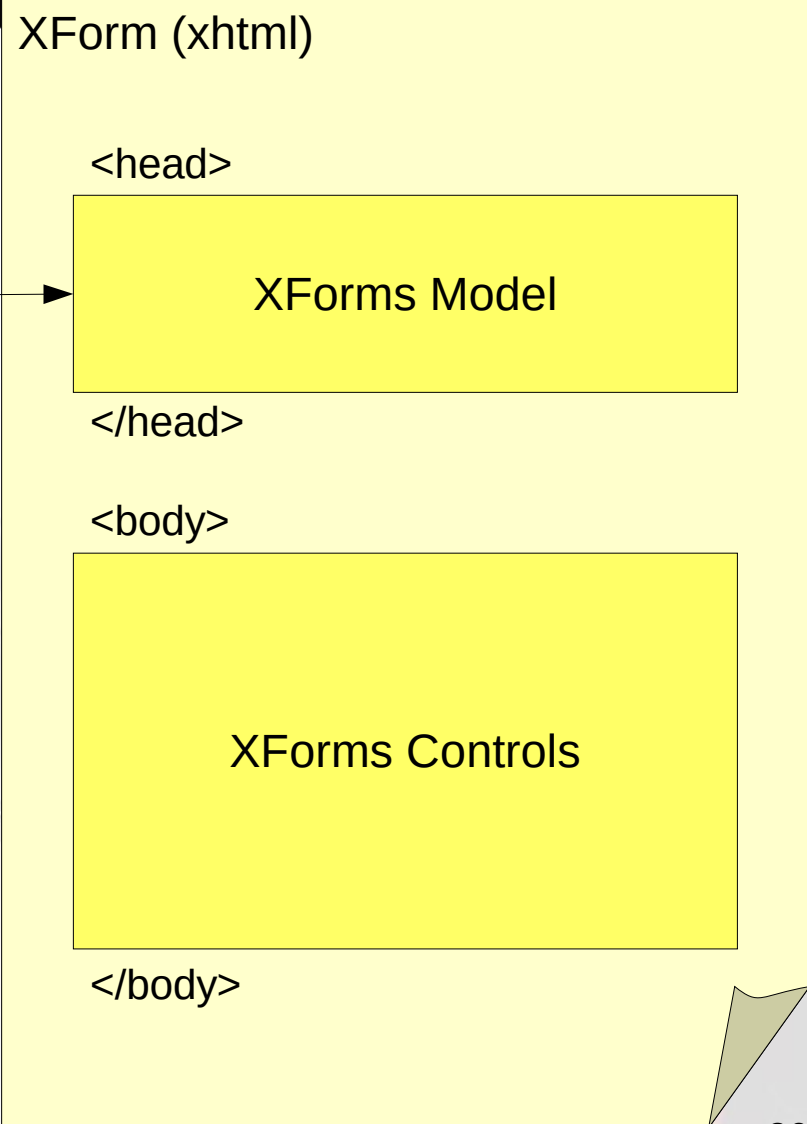 XForm (xhtml)
<head>
XForms Model
</head>
<body>
XForms Controls
</body>